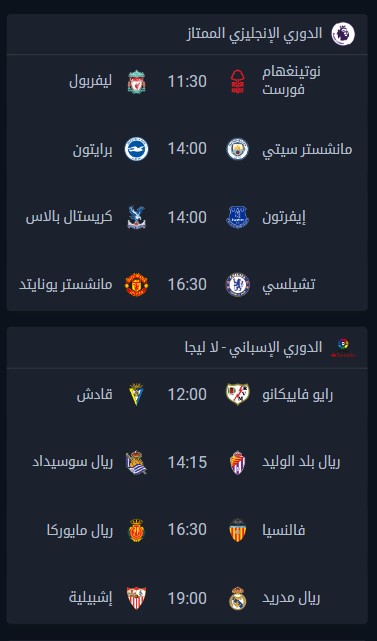 الدوري الإنجليزي الممتاز
نوتينغهام فورست 11:30 ليفربول
مانشستر سيتي 14:00 برايتون
إيفرتون 14:00 كريستال بالاس
تشيلسي 16:30 مانشستر يونايتد
الدوري الإسباني - لا ليجا
رايو فاييكانو 12:00 قادش
ريال بلد الوليد 14:15 ريال سوسيداد
فالنسيا 16:30 ريال مايوركا
ريال مدريد 19:00 إشبيلية